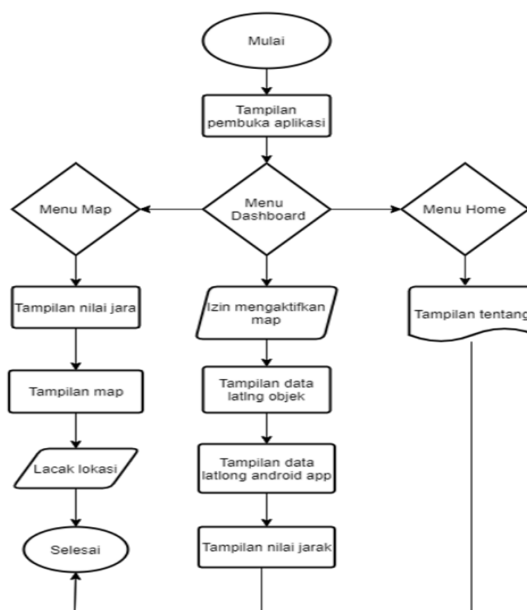 Mulai
Tampilan
pembuka aplikasi
Menu Map
Menu
Dashboard
Menu Home
Tampilan nilai jara
Izin mengaktifkan
map
Tampilan tentang
Tampilan map
Tampilan data
latlng objek
Lacak lokasi
Tampilan data
latlong android app
Selesai
Tampilan nilai jarak